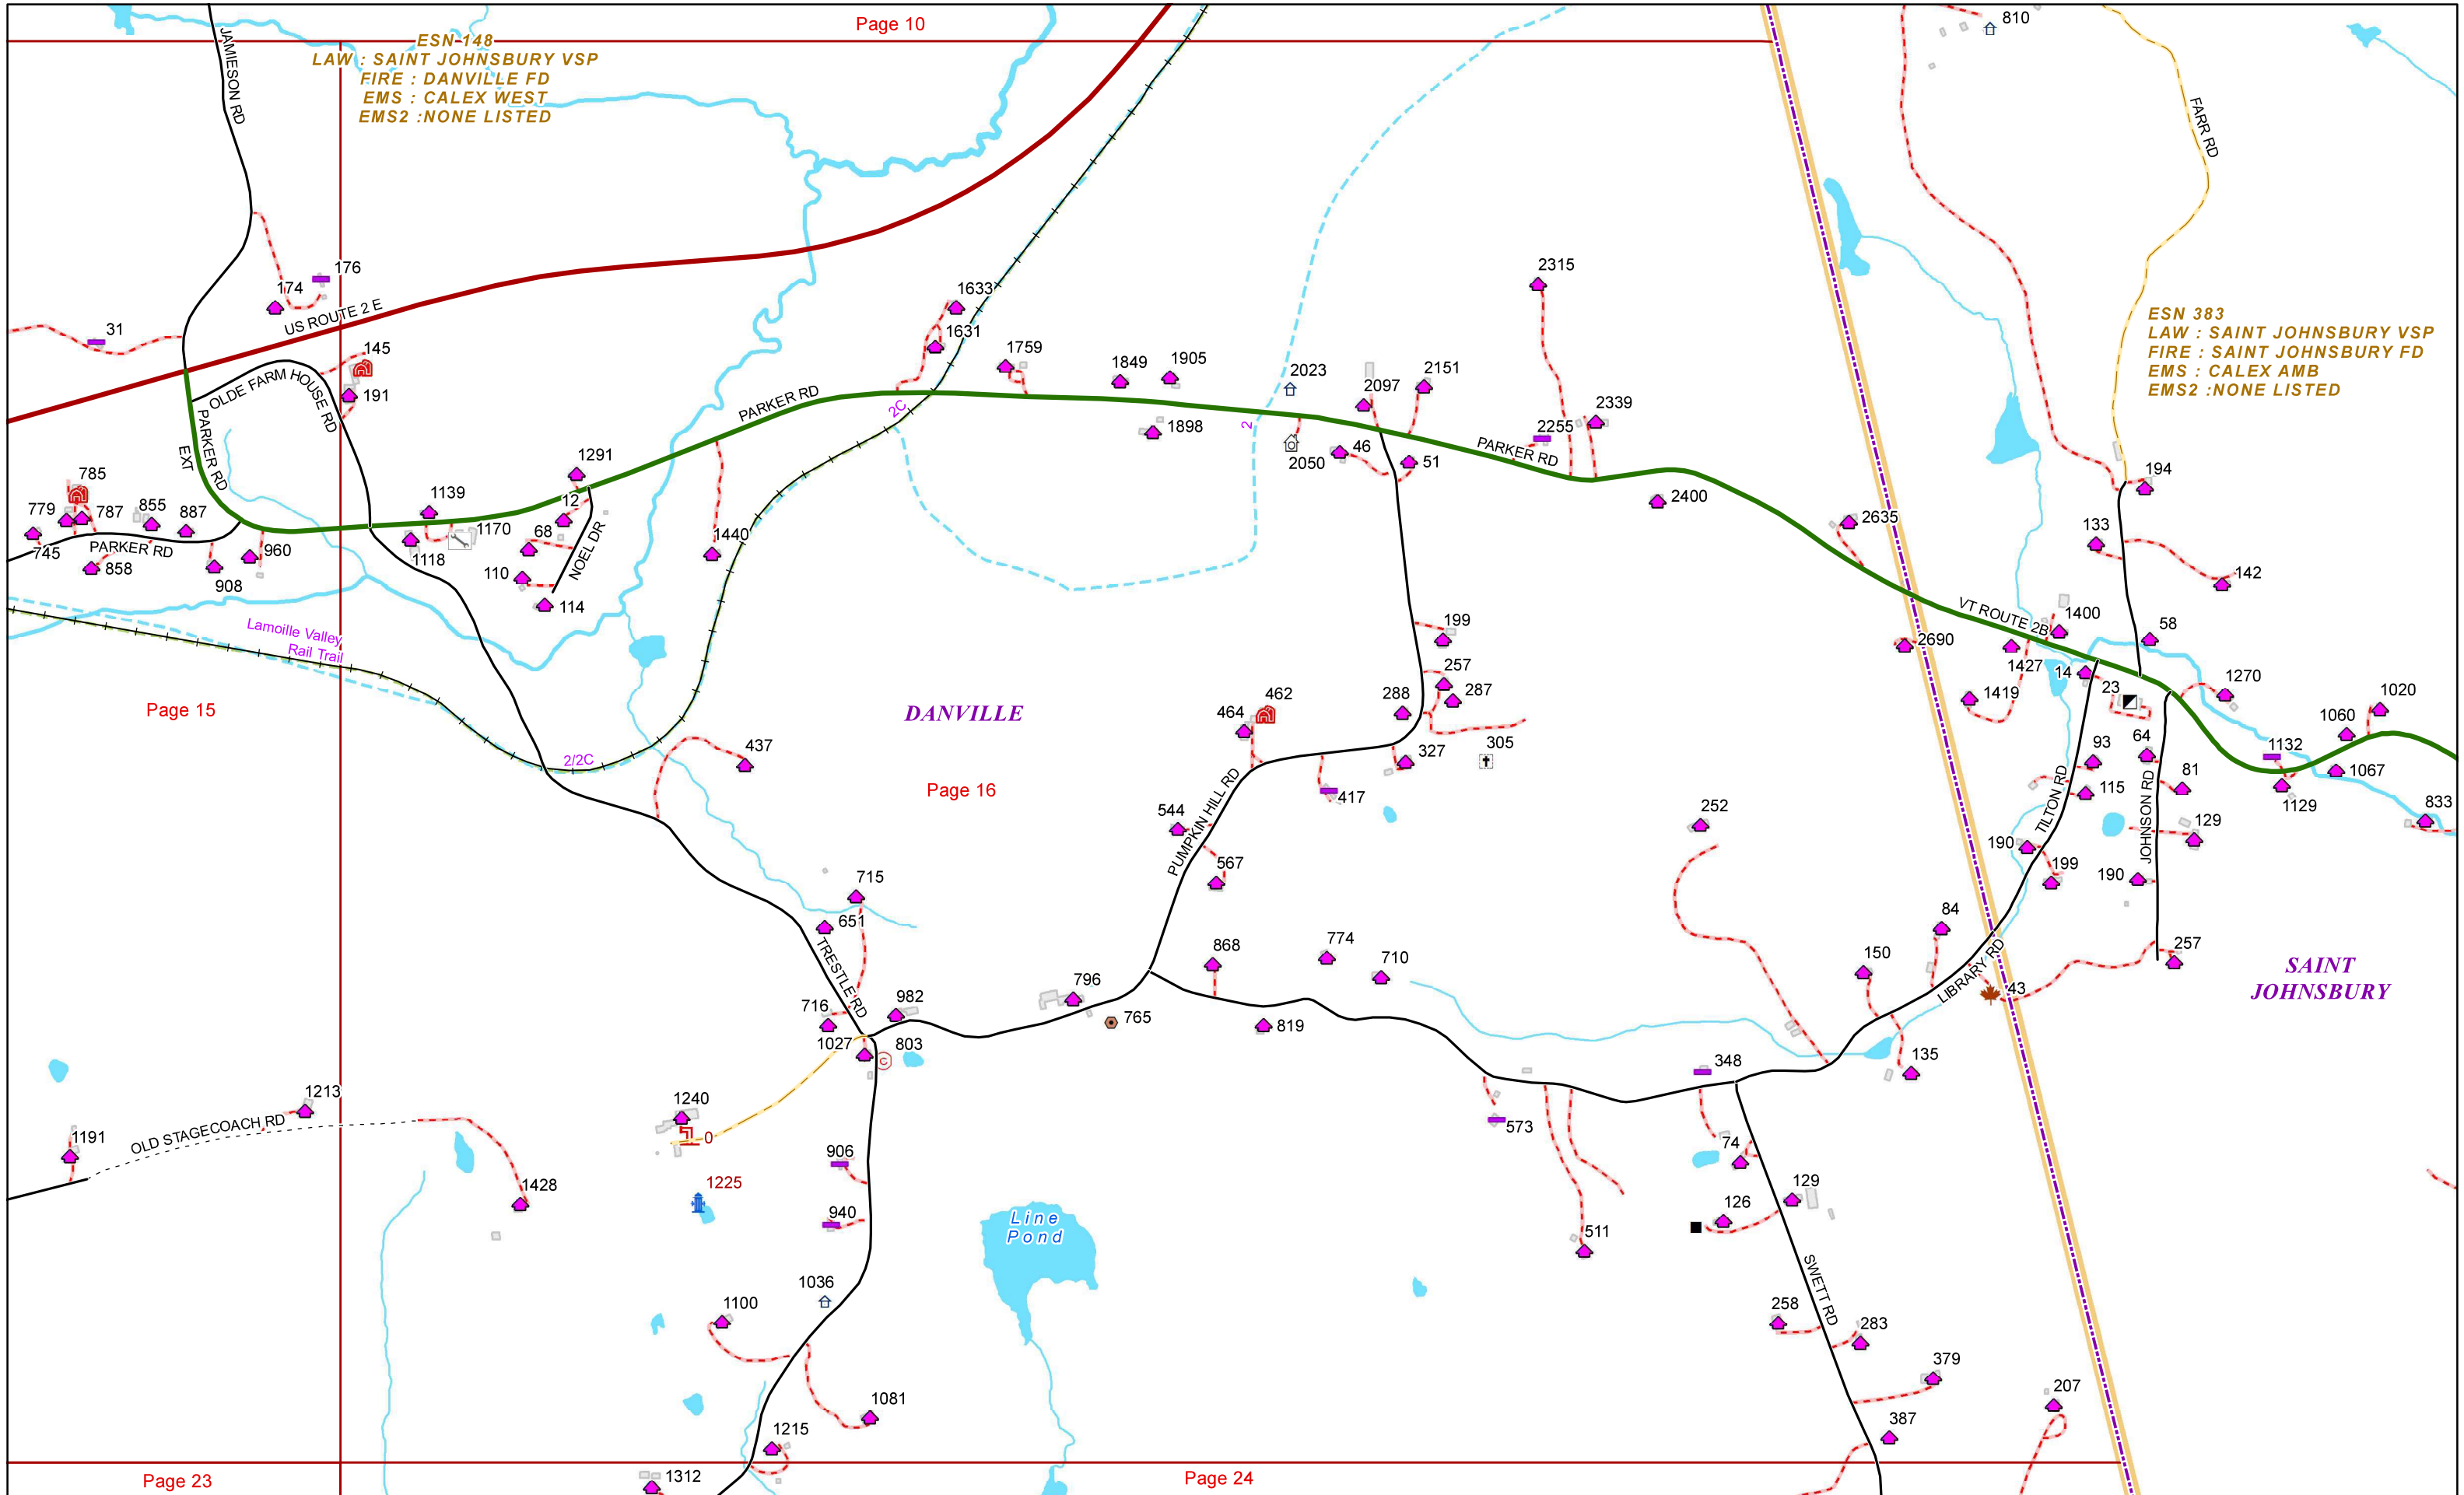 Page 10
810
JAMIESON RD
ESN 148
LAW : SAINT JOHNSBURY VSP
FIRE : DANVILLE FD
EMS : CALEX WEST
EMS2 :NONE LISTED
FARR RD
176
174
2315
1633
US ROUTE 2 E
31
1631
ESN 383
LAW : SAINT JOHNSBURY VSP
FIRE : SAINT JOHNSBURY FD
EMS : CALEX AMB
EMS2 :NONE LISTED
145
1759
1849
1905
2023
2151
2097
OLDE FARM HOUSE RD
191
PARKER RD
2C
2339
PARKER RD
EXT
1898
2
2255
46
PARKER RD
2050
51
1291
785
194
1139
12
2400
779
787
855
887
1170
68
2635
133
745
PARKER RD
960
1118
NOEL DR
1440
858
110
142
908
114
VT ROUTE 2B
1400
199
58
Lamoille Valley
Rail Trail
2690
1427
257
14
1270
287
23
462
288
1419
1020
Page 15
DANVILLE
464
1060
437
327
305
64
1132
2/2C
93
81
1067
Page 16
417
115
TILTON RD
JOHNSON RD
1129
833
544
PUMPKIN HILL RD
252
129
190
567
199
190
715
651
84
TRESTLE RD
868
774
710
150
257
LIBRARY RD
SAINT
JOHNSBURY
796
982
43
716
765
819
1027
803
135
348
1213
1240
573
OLD STAGECOACH RD
1191
0
74
906
1428
1225
129
126
940
Line
Pond
511
1036
SWETT RD
1100
258
283
379
207
1081
387
1215
Page 23
1312
Page 24